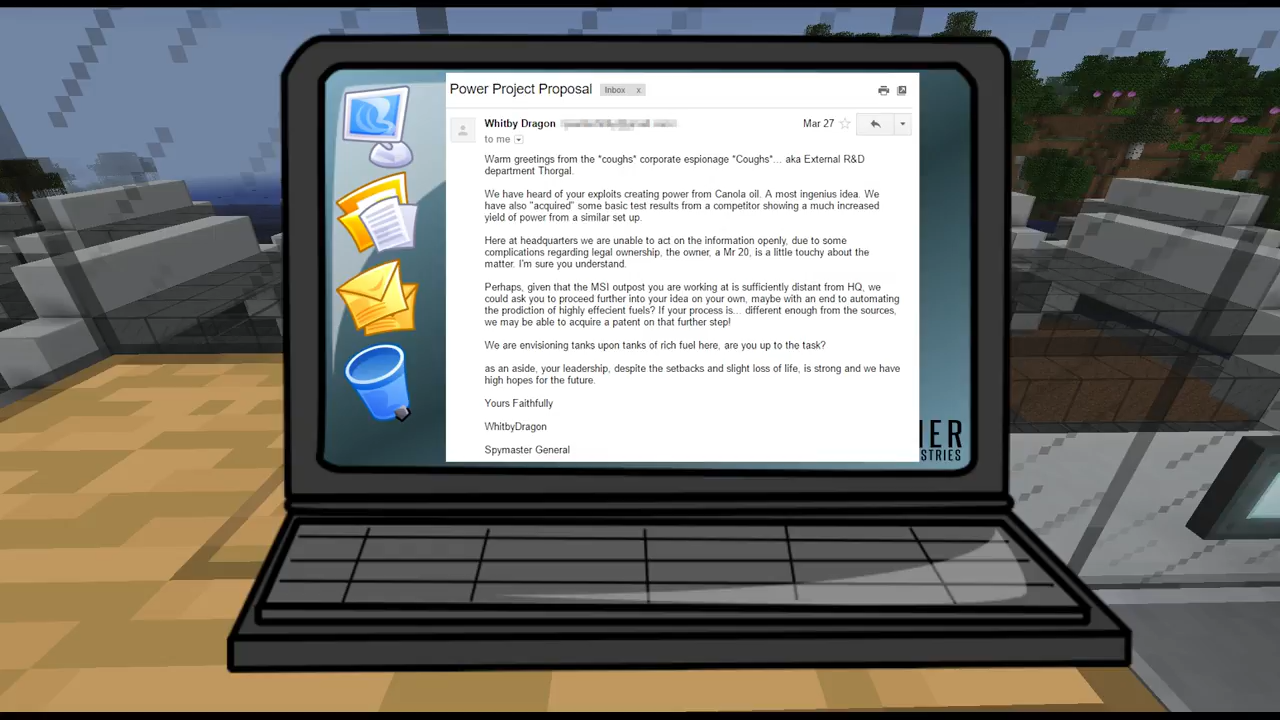 Power Project Proposal Inbox x
Whitby Dragon
Mar 27
to me
Warm greetings from the *coughs* corporate espionage *Coughs*... aka External R&D
department Thorgal.
We have heard of your exploits creating power from Canola oil. A most ingenius idea. We
have also "acquired" some basic test results from a competitor showing a much increased
yield of power from a similar set up.
Here at headquarters we are unable to act on the information openly, due to some
complications regarding legal ownership, the owner, a Mr 20, is a little touchy about the
matter. I'm sure you understand.
Perhaps, given that the MSI outpost you are working at is sufficiently distant from HQ, we
could ask you to proceed further into your idea on your own, maybe with an end to automating
the prodiction of highly effecient fuels? If your process is... different enough from the sources,
we may be able to acquire a patent on that further step!
We are envisioning tanks upon tanks of rich fuel here, are you up to the task?
as an aside, your leadership, despite the setbacks and slight loss of life, is strong and we have
high hopes for the future.
Yours Faithfully
WhitbyDragon
Spymaster General
IER
STRIES